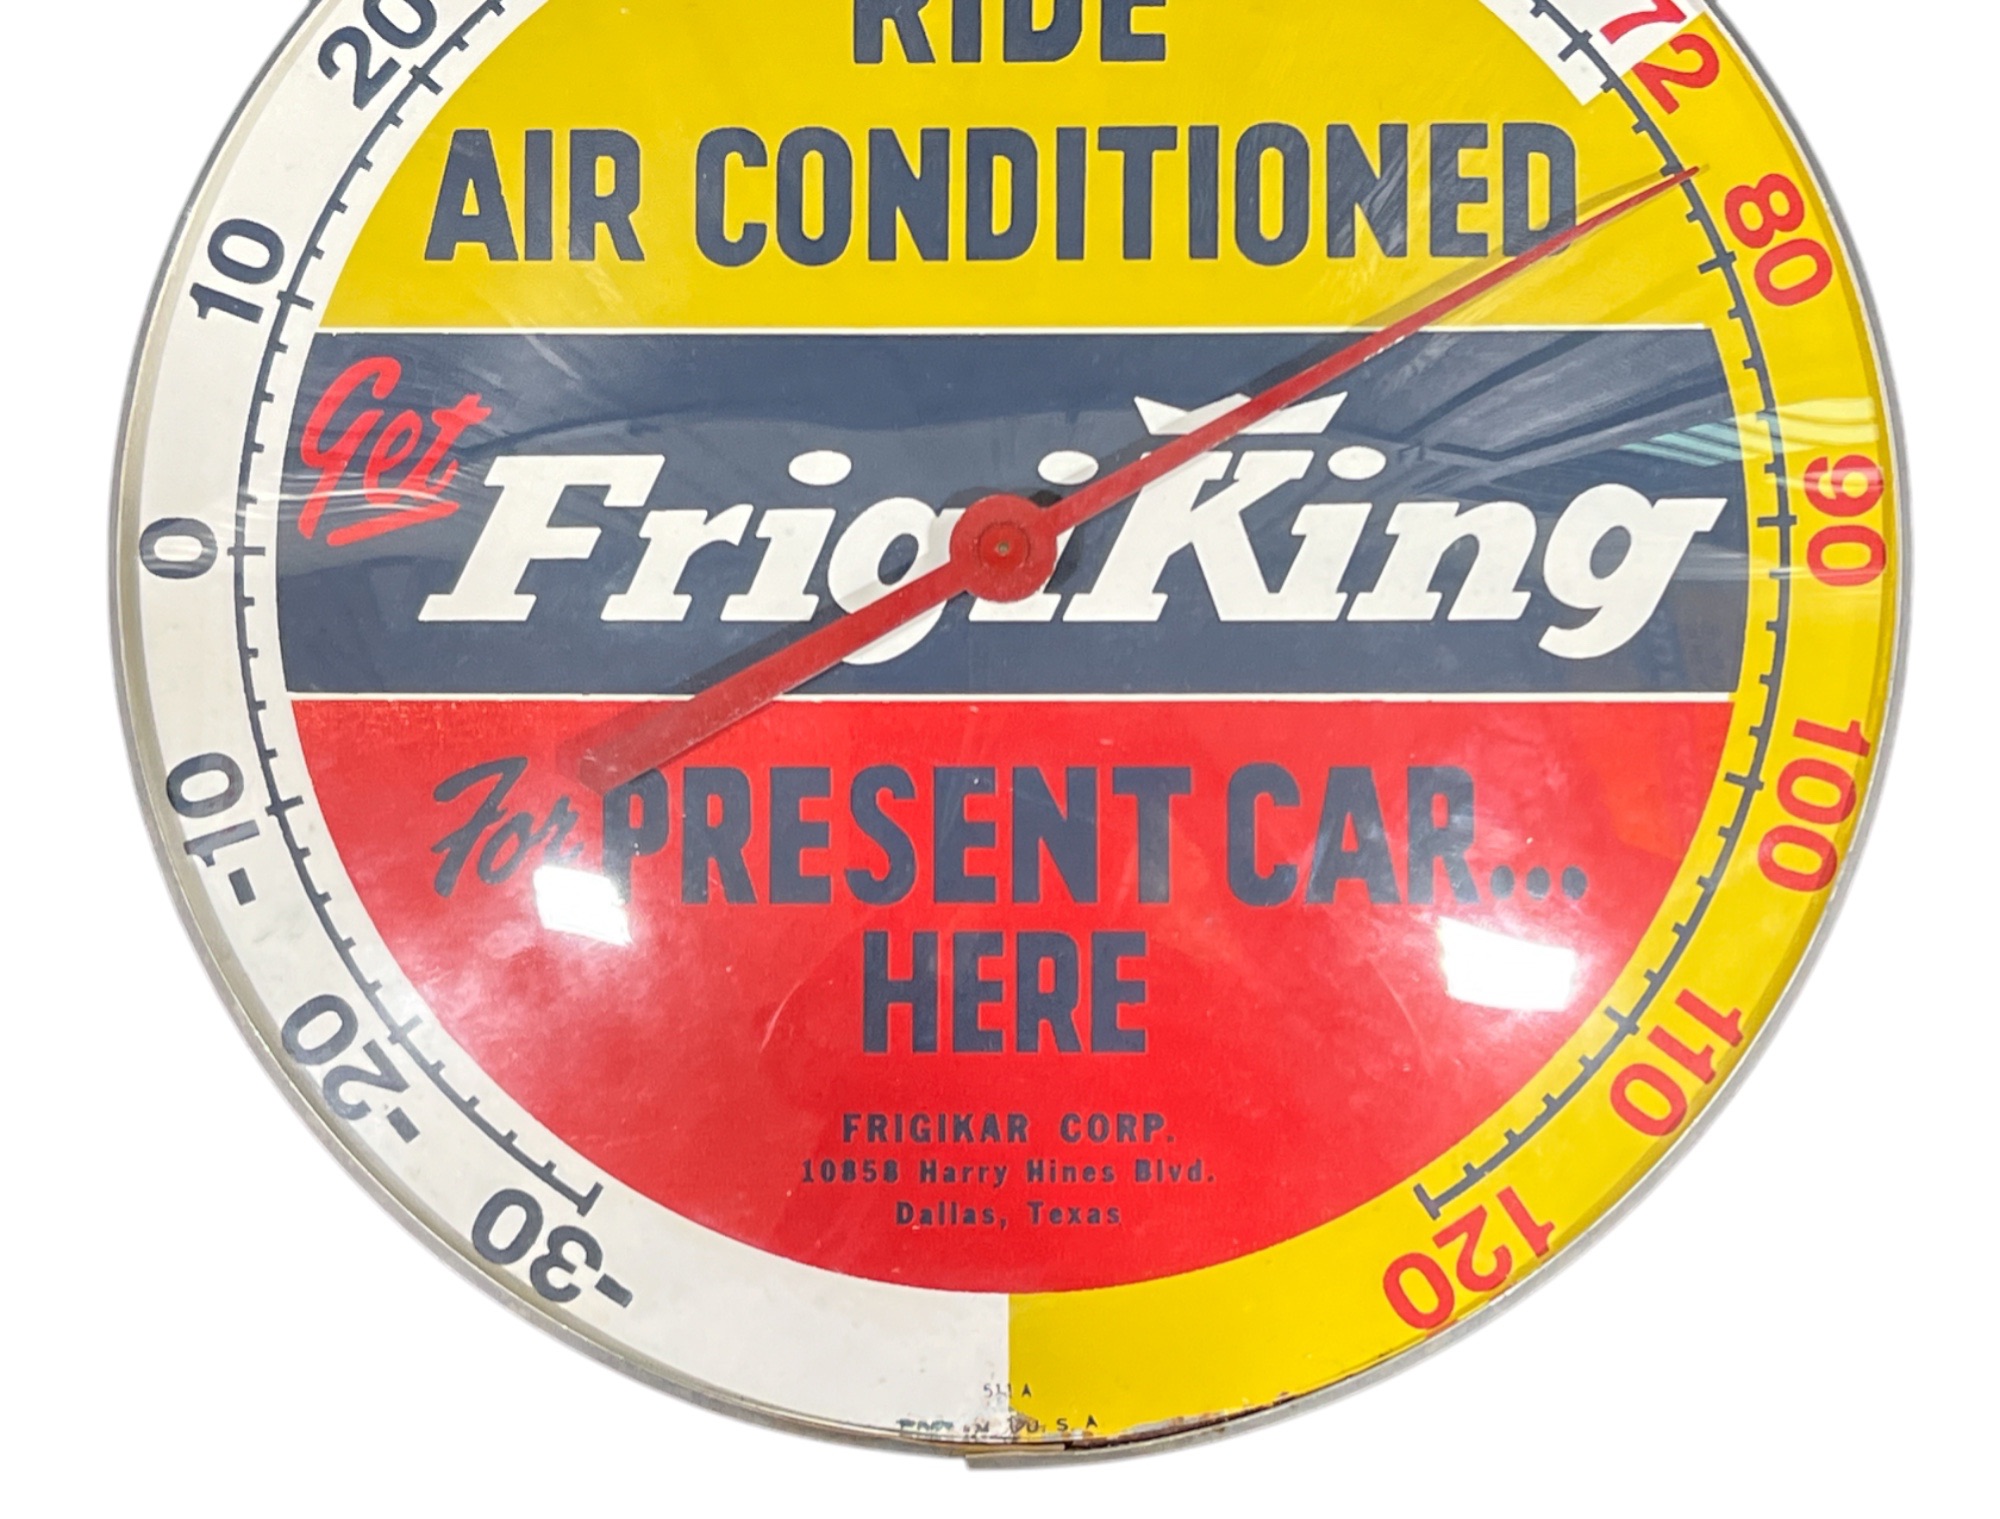 RIDE
AIR CONDITIONED
Get FrigiKing
For PRESENT CAR...
HERE
FRIGIKAR CORP.
10858 Harry Hines Blvd.
Dallas, Texas
20
10
0
-10
-20
-30
72
80
90
100
110
120
511 A
U.S.A